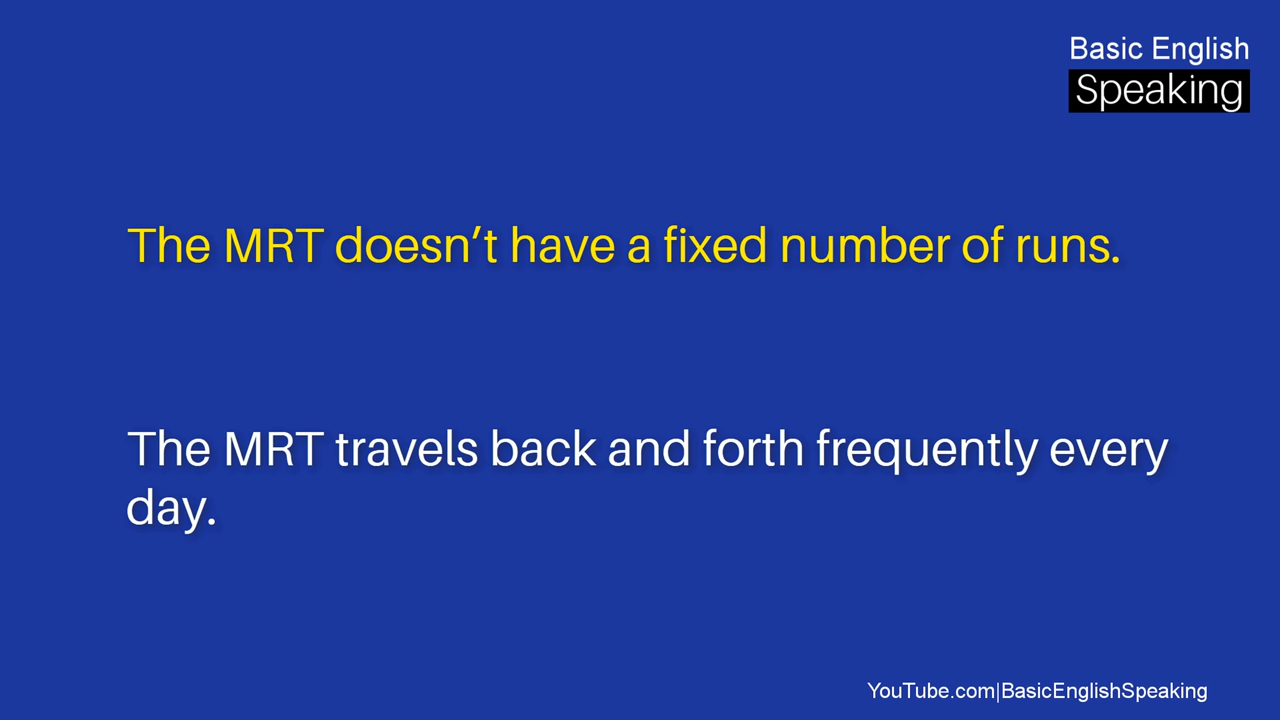 Basic English
Speaking
The MRT doesn’t have a fixed number of runs.
The MRT travels back and forth frequently every
day.
YouTube.com|BasicEnglishSpeaking